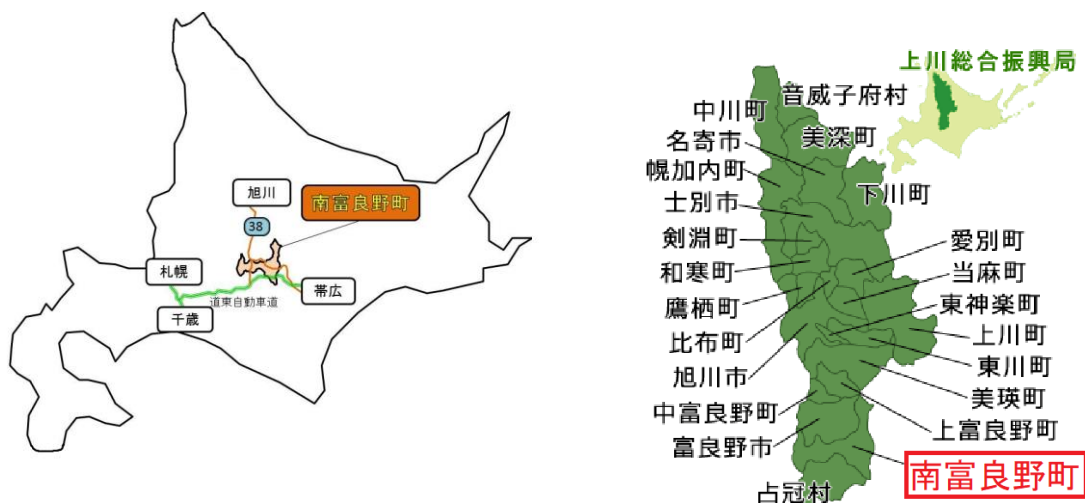 旭川
南富良野町
38
札幌
帯広
道東自動車道
千歳
上川総合振興局
音威子府村
中川町
美深町
名寄市
幌加内町
下川町
士別市
剣淵町
愛別町
和寒町
当麻町
鷹栖町
東神楽町
比布町
上川町
東川町
旭川市
美瑛町
中富良野町
上富良野町
富良野市
南富良野町
占冠村